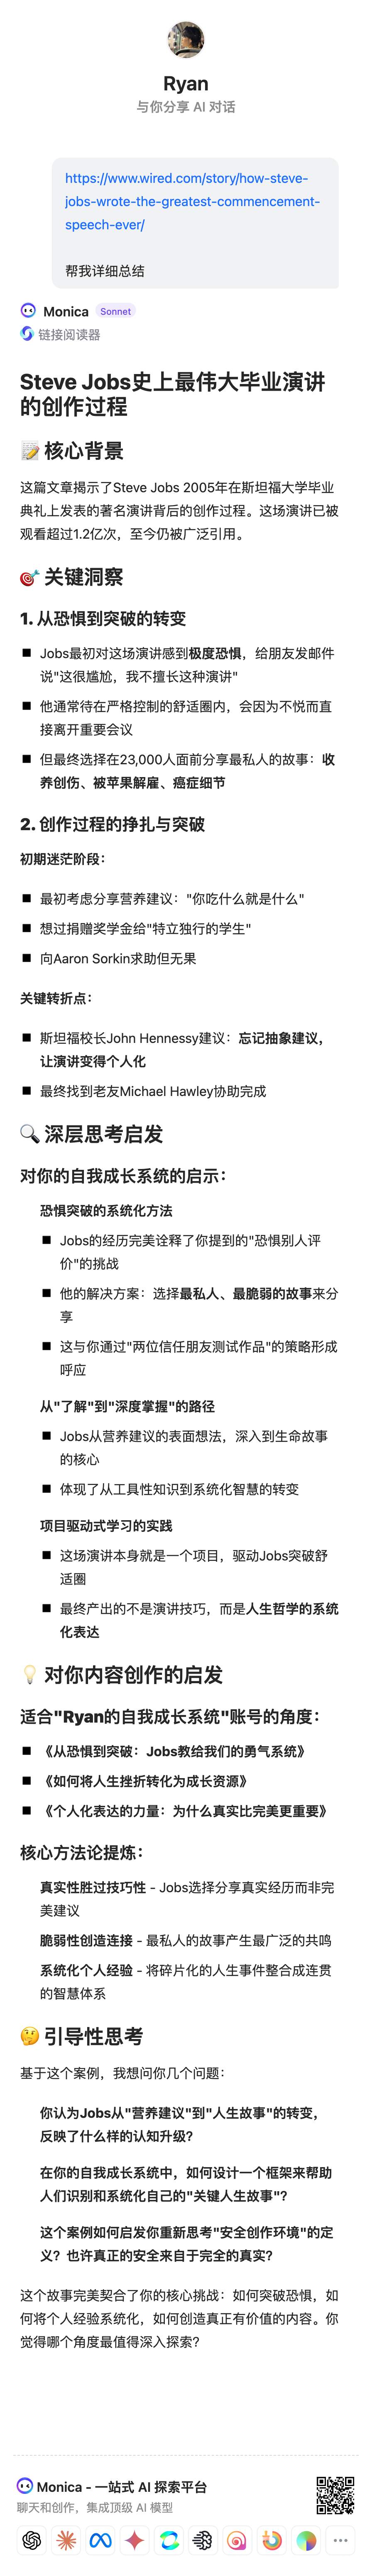 Ryan
与你分享 AI 对话
https://www.wired.com/story/how-steve-
jobs-wrote-the-greatest-commencement-
speech-ever/
帮我详细总结
Monica Sonnet
链接阅读器
Steve Jobs史上最伟大毕业演讲
的创作过程
📝 核心背景
这篇文章揭示了Steve Jobs 2005年在斯坦福大学毕业
典礼上发表的著名演讲背后的创作过程。这场演讲已被
观看超过1.2亿次，至今仍被广泛引用。
🎯 关键洞察
1. 从恐惧到突破的转变
■ Jobs最初对这场演讲感到极度恐惧，给朋友发邮件
说"这很尴尬，我不擅长这种演讲"
■ 他通常待在严格控制的舒适圈内，会因为不悦而直
接离开重要会议
■ 但最终选择在23,000人面前分享最私人的故事：收
养创伤、被苹果解雇、癌症细节
2. 创作过程的挣扎与突破
初期迷茫阶段：
■ 最初考虑分享营养建议："你吃什么就是什么"
■ 想过捐赠奖学金给"特立独行的学生"
■ 向Aaron Sorkin求助但无果
关键转折点：
■ 斯坦福校长John Hennessy建议：忘记抽象建议，
让演讲变得个人化
■ 最终找到老友Michael Hawley协助完成
🔍 深层思考启发
对你的自我成长系统的启示：
恐惧突破的系统化方法
■ Jobs的经历完美诠释了你提到的"恐惧别人评
价"的挑战
■ 他的解决方案：选择最私人、最脆弱的故事来分
享
■ 这与你通过"两位信任朋友测试作品"的策略形成
呼应
从"了解"到"深度掌握"的路径
■ Jobs从营养建议的表面想法，深入到生命故事
的核心
■ 体现了从工具性知识到系统化智慧的转变
项目驱动式学习的实践
■ 这场演讲本身就是一个项目，驱动Jobs突破舒
适圈
■ 最终产出的不是演讲技巧，而是人生哲学的系统
化表达
💡 对你内容创作的启发
适合"Ryan的自我成长系统"账号的角度：
■ 《从恐惧到突破：Jobs教给我们的勇气系统》
■ 《如何将人生挫折转化为成长资源》
■ 《个人化表达的力量：为什么真实比完美更重要》
核心方法论提炼：
真实性胜过技巧性 - Jobs选择分享真实经历而非完
美建议
脆弱性创造连接 - 最私人的故事产生最广泛的共鸣
系统化个人经验 - 将碎片化的人生事件整合成连贯
的智慧体系
🤔 引导性思考
基于这个案例，我想问你几个问题：
你认为Jobs从"营养建议"到"人生故事"的转变，
反映了什么样的认知升级？
在你的自我成长系统中，如何设计一个框架来帮助
人们识别和系统化自己的"关键人生故事"？
这个案例如何启发你重新思考"安全创作环境"的定
义？也许真正的安全来自于完全的真实？
这个故事完美契合了你的核心挑战：如何突破恐惧，如
何将个人经验系统化，如何创造真正有价值的内容。你
觉得哪个角度最值得深入探索？
Monica - 一站式 AI 探索平台
聊天和创作，集成顶级 AI 模型